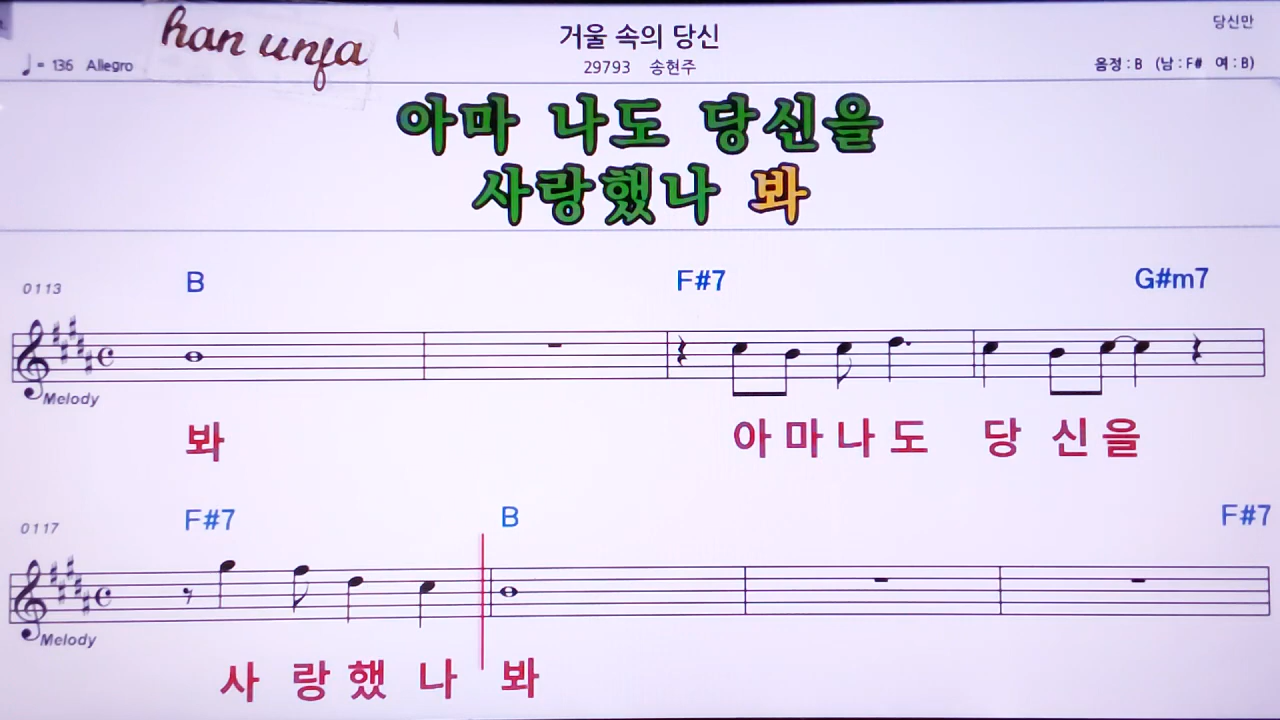 han unfa
거울 속의 당신
당신만
♩= 136 Allegro
29793 송현주
음정 : B (남 : F# 여 : B)
아마 나도 당신을
사랑했나 봐
0113
B F#7 G#m7
Melody
봐 아 마 나 도 당 신 을
0117
F#7 B F#7
Melody
사 랑 했 나 봐